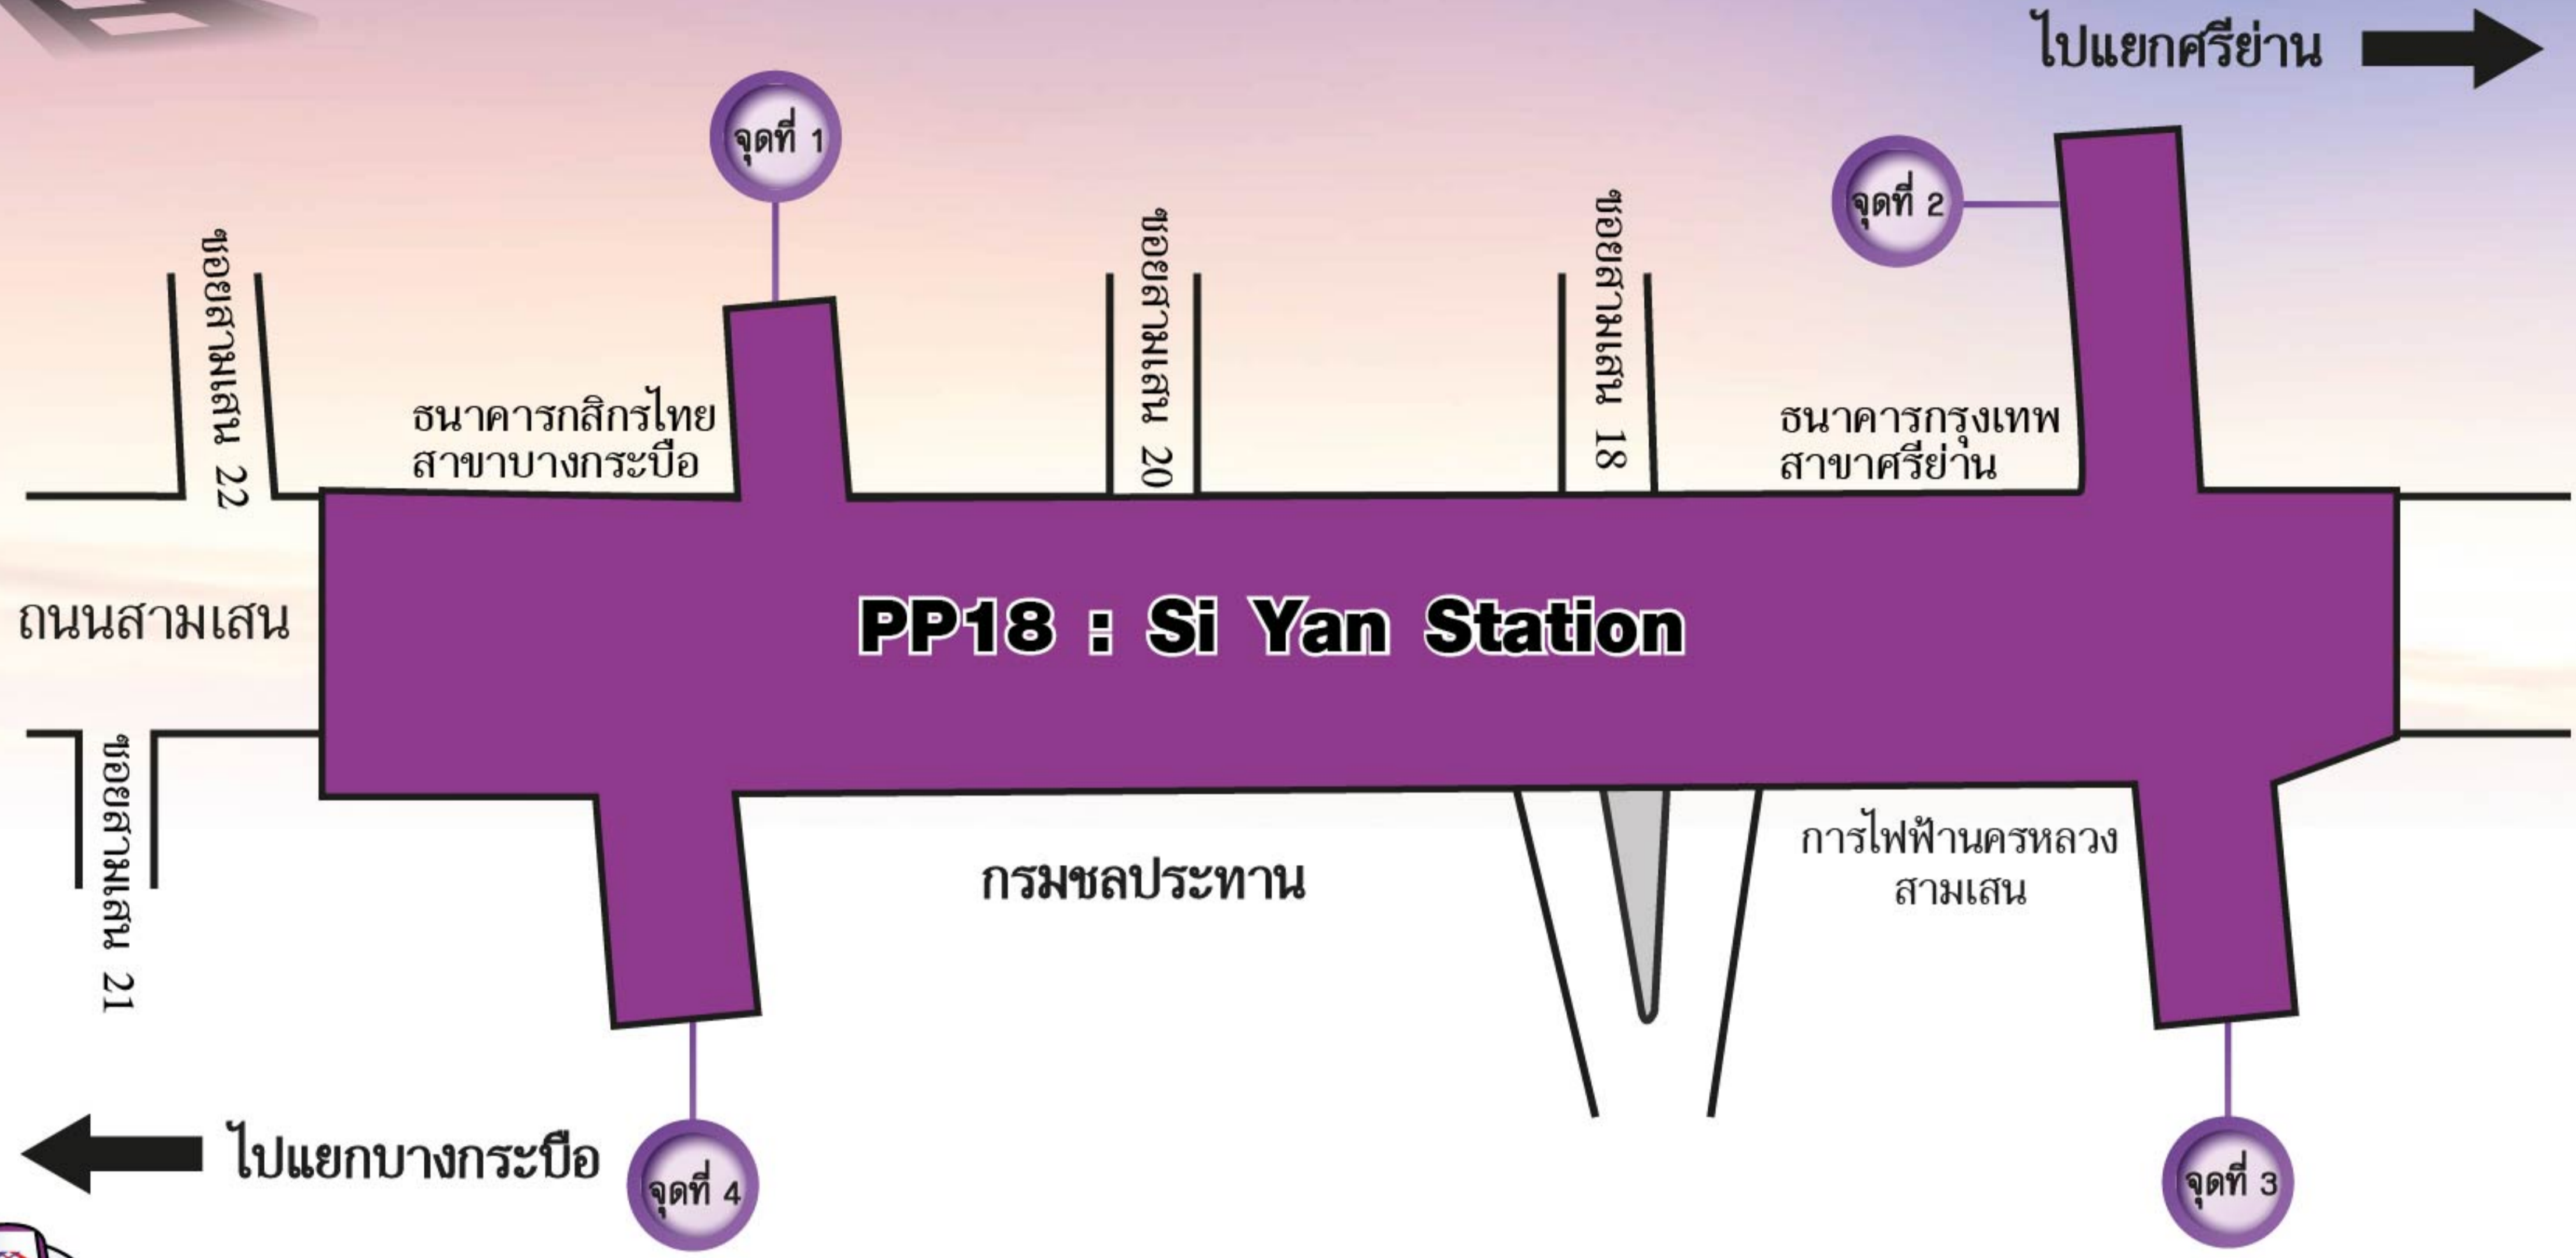 ไปแยกศรีย่าน
จุดที่ 1
จุดที่ 2
ซอยสามเสน 22
ซอยสามเสน 20
ซอยสามเสน 18
ธนาคารกสิกรไทย
สาขาบางกระบือ
ธนาคารกรุงเทพ
สาขาศรีย่าน
ถนนสามเสน
PP18 : Si Yan Station
ซอยสามเสน 21
กรมชลประทาน
การไฟฟ้านครหลวง
สามเสน
ไปแยกบางกระบือ
จุดที่ 4
จุดที่ 3